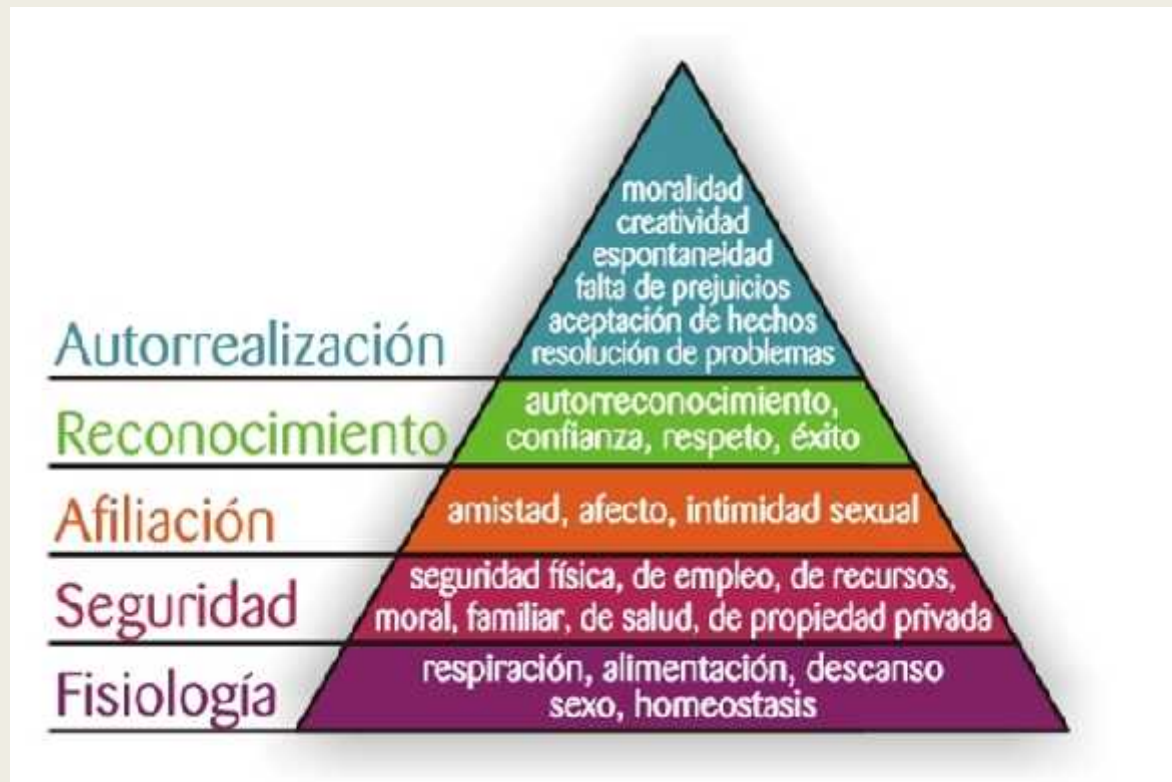 moralidad
creatividad
espontaneidad
falta de prejuicios
aceptación de hechos
resolución de problemas
Autorrealización
autorreconocimiento,
confianza, respeto, éxito
Reconocimiento
amistad, afecto, intimidad sexual
Afiliación
seguridad física, de empleo, de recursos,
moral, familiar, de salud, de propiedad privada
Seguridad
respiración, alimentación, descanso
sexo, homeostasis
Fisiología